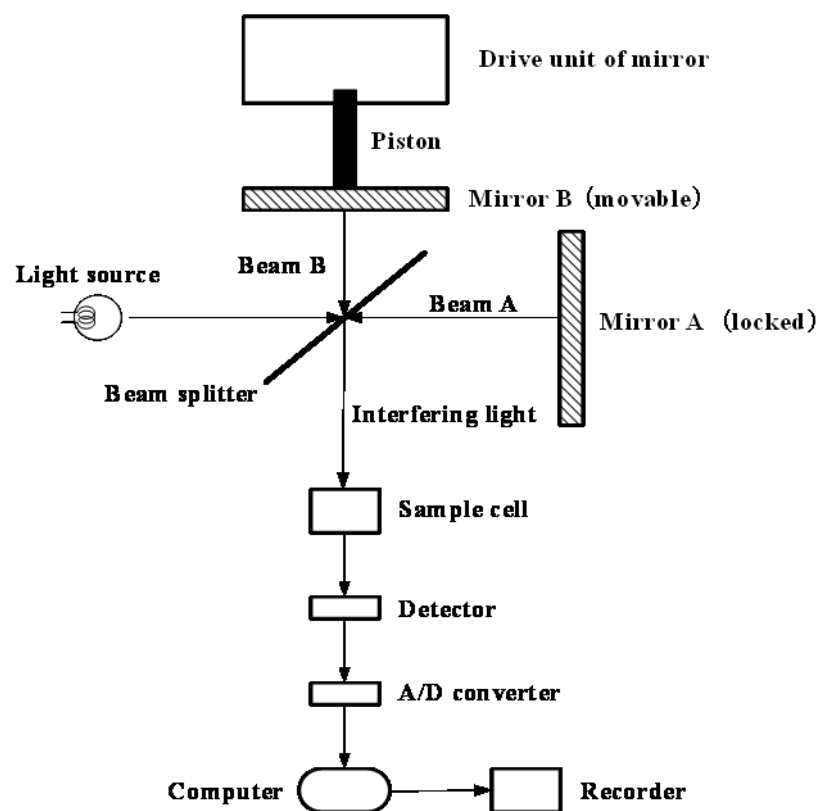 Drive unit of mirror
Piston
Mirror B (movable)
Beam B
Light source
Beam A
Mirror A (locked)
Beam splitter
Interfering light
Sample cell
Detector
A/D converter
Computer
Recorder